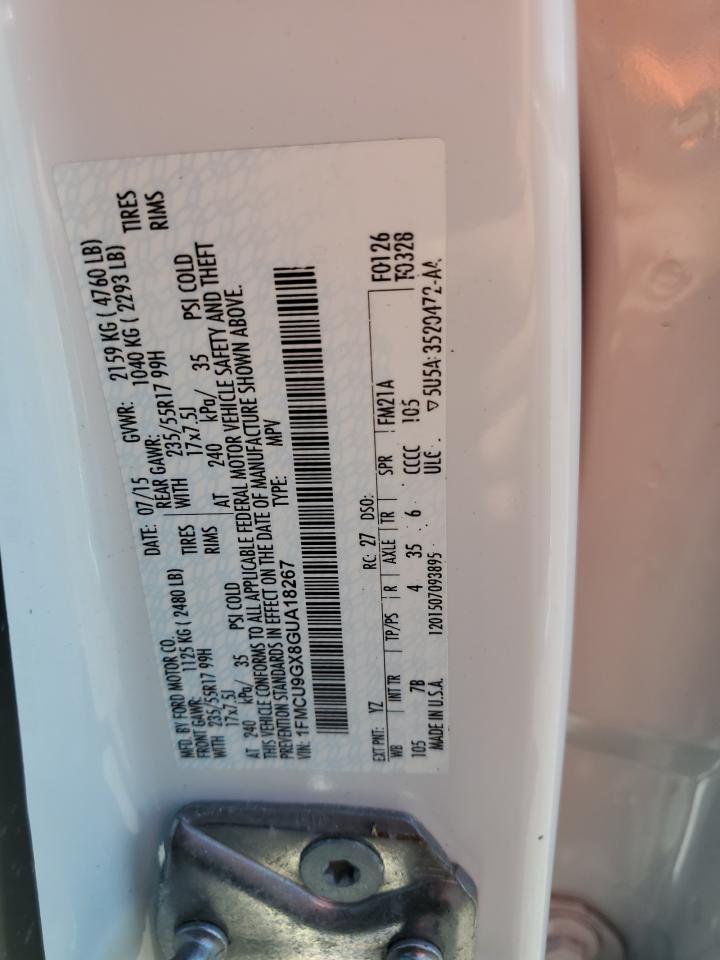 MFD. BY FORD MOTOR CO. DATE: 07/15 GVWR: 2159 KG ( 4760 LB)
FRONT GAWR: 1125 KG ( 2480 LB) REAR GAWR: 1040 KG ( 2293 LB)
WITH 235/55R17 99H TIRES WITH 235/55R17 99H TIRES
17x7.5J RIMS 17x7.5J RIMS
AT 240 kPa/ 35 PSI COLD AT 240 kPa/ 35 PSI COLD
THIS VEHICLE CONFORMS TO ALL APPLICABLE FEDERAL MOTOR VEHICLE SAFETY AND THEFT
PREVENTION STANDARDS IN EFFECT ON THE DATE OF MANUFACTURE SHOWN ABOVE.
VIN: 1FMCU9GX8GUA18267 TYPE: MPV
EXT PNT: YZ RC: 27 DSO: F0126
WB INT TR TP/PS R AXLE TR SPR FM21A TF0328
105 7B 4 35 6 CCCC 105
MADE IN U.S.A. 1201507093895 ULC ▽5U5A 3520472-AA